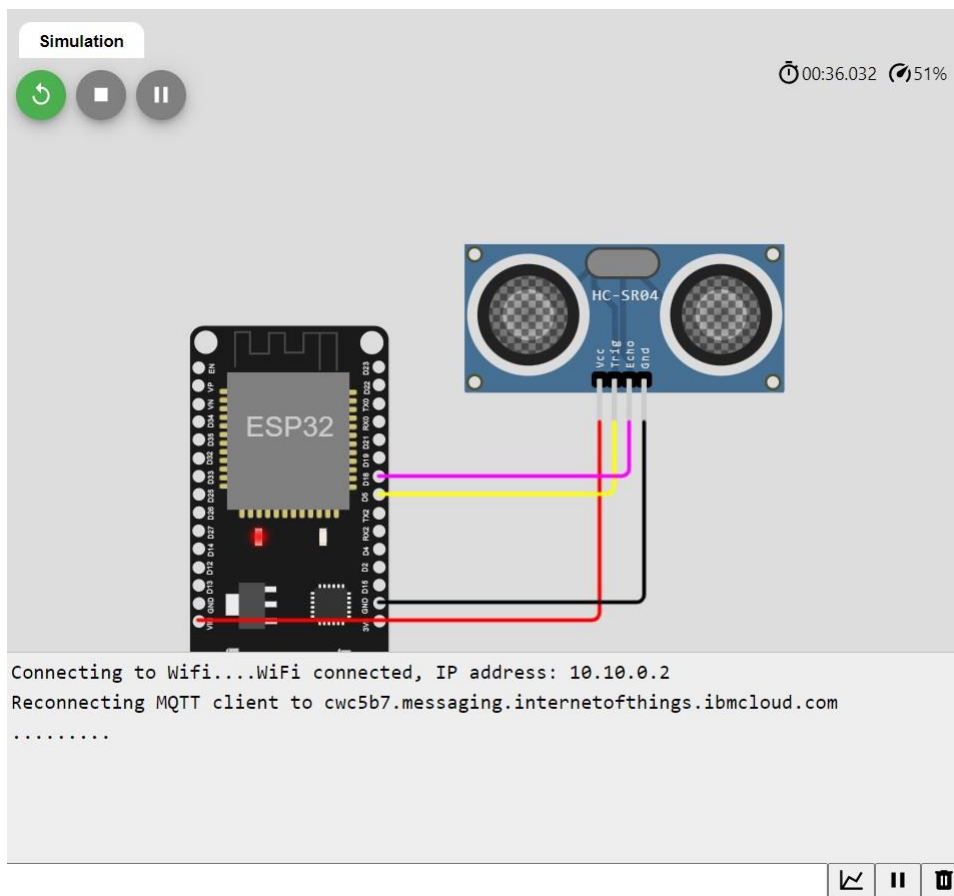 Simulation
00:36.032 51%
HC-SR04
Vcc
Trig
Echo
Gnd
ESP32
EN
VP
VN
D34
D35
D32
D33
D25
D26
D27
D14
D12
D13
GND
D23
D22
TX0
RX0
D21
D19
D18
D5
TX2
RX2
D4
D2
D15
GND
3V
Connecting to Wifi....WiFi connected, IP address: 10.10.0.2
Reconnecting MQTT client to cwc5b7.messaging.internetofthings.ibmcloud.com
.........